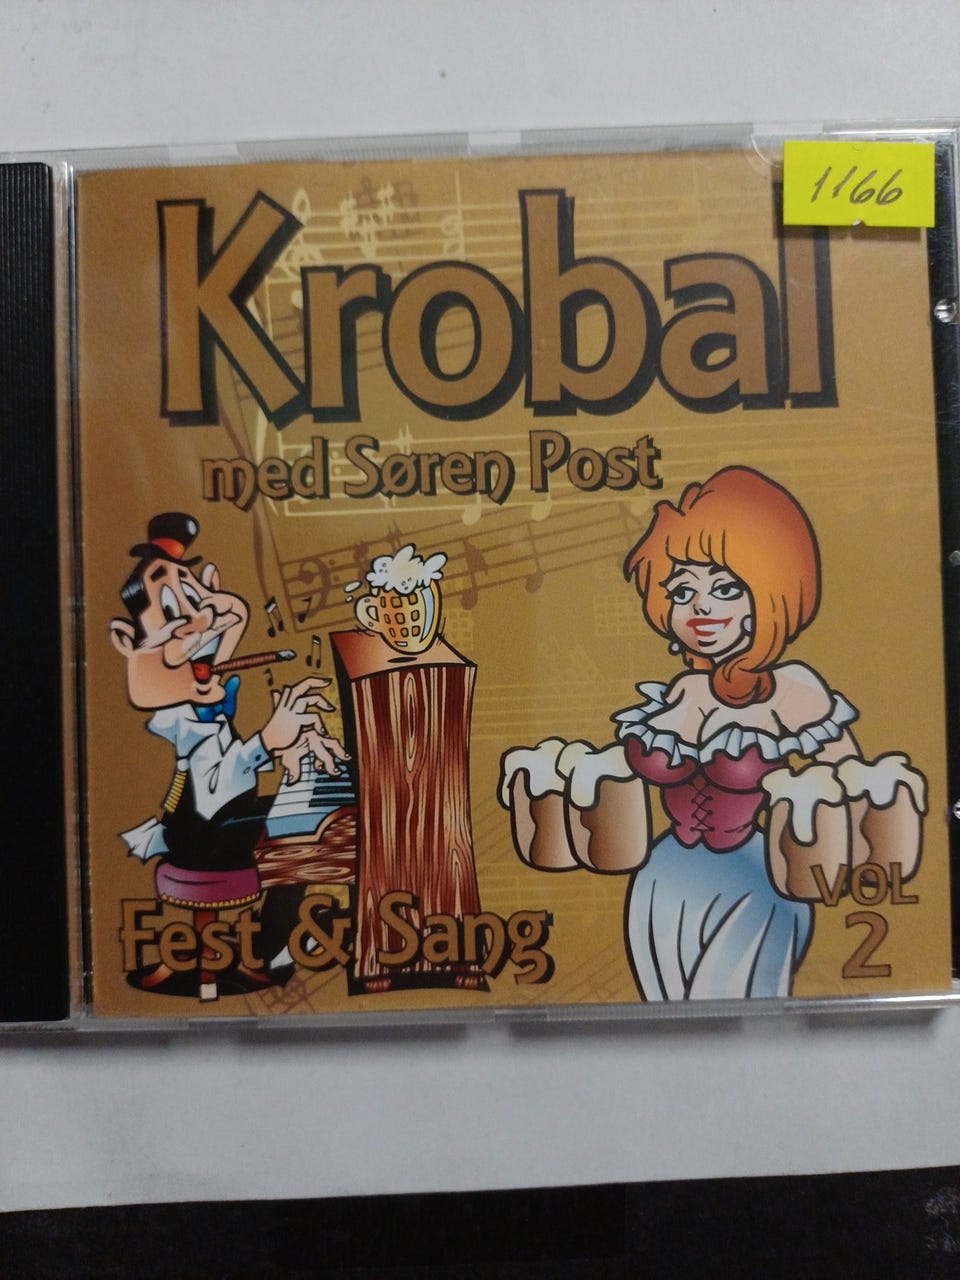 1166
Krobal
med Søren Post
Fest & Sang
VOL
2